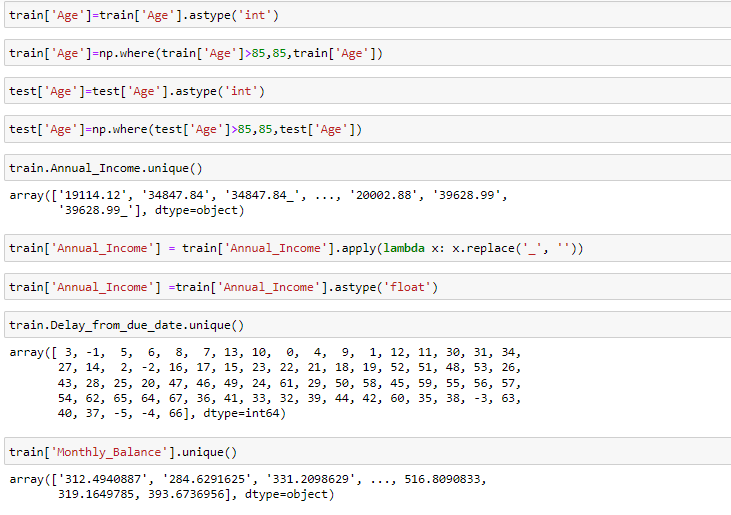 train['Age']=train['Age'].astype('int')
train['Age']=np.where(train['Age']>85,85,train['Age'])
test['Age']=test['Age'].astype('int')
test['Age']=np.where(test['Age']>85,85,test['Age'])
train.Annual_Income.unique()
array(['19114.12', '34847.84', '34847.84_', ..., '20002.88', '39628.99',
'39628.99_'], dtype=object)
train['Annual_Income'] = train['Annual_Income'].apply(lambda x: x.replace('_', ''))
train['Annual_Income'] =train['Annual_Income'].astype('float')
train.Delay_from_due_date.unique()
array([ 3, -1, 5, 6, 8, 7, 13, 10, 0, 4, 9, 1, 12, 11, 30, 31, 34,
27, 14, 2, -2, 16, 17, 15, 23, 22, 21, 18, 19, 52, 51, 48, 53, 26,
43, 28, 25, 20, 47, 46, 49, 24, 61, 29, 50, 58, 45, 59, 55, 56, 57,
54, 62, 65, 64, 67, 36, 41, 33, 32, 39, 44, 42, 60, 35, 38, -3, 63,
40, 37, -5, -4, 66], dtype=int64)
train['Monthly_Balance'].unique()
array(['312.4940887', '284.6291625', '331.2098629', ..., 516.8090833,
319.1649785, 393.6736956], dtype=object)